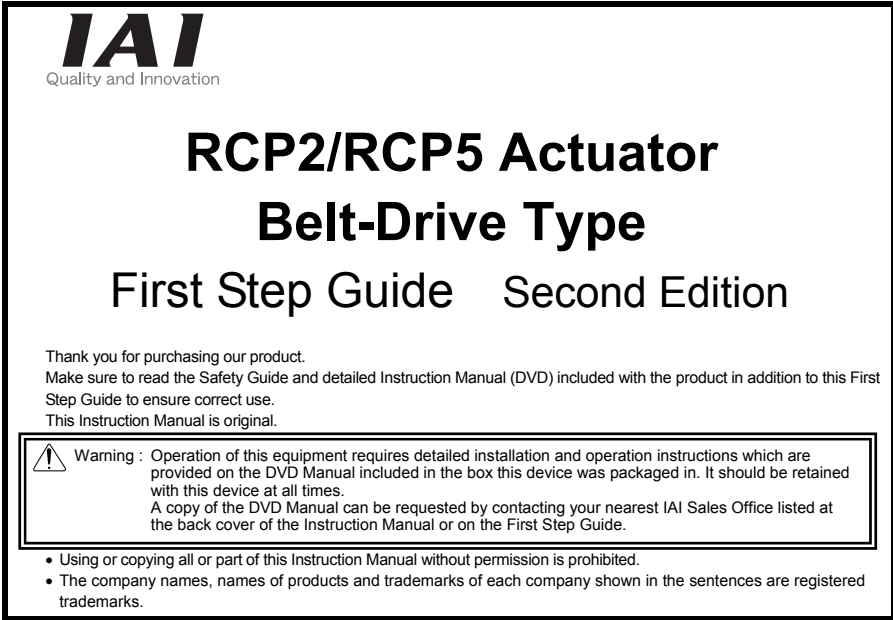 IAI
Quality and Innovation
RCP2/RCP5 Actuator
Belt-Drive Type
First Step Guide Second Edition
Thank you for purchasing our product.
Make sure to read the Safety Guide and detailed Instruction Manual (DVD) included with the product in addition to this First
Step Guide to ensure correct use.
This Instruction Manual is original.
Warning : Operation of this equipment requires detailed installation and operation instructions which are
provided on the DVD Manual included in the box this device was packaged in. It should be retained
with this device at all times.
A copy of the DVD Manual can be requested by contacting your nearest IAI Sales Office listed at
the back cover of the Instruction Manual or on the First Step Guide.
• Using or copying all or part of this Instruction Manual without permission is prohibited.
• The company names, names of products and trademarks of each company shown in the sentences are registered
trademarks.